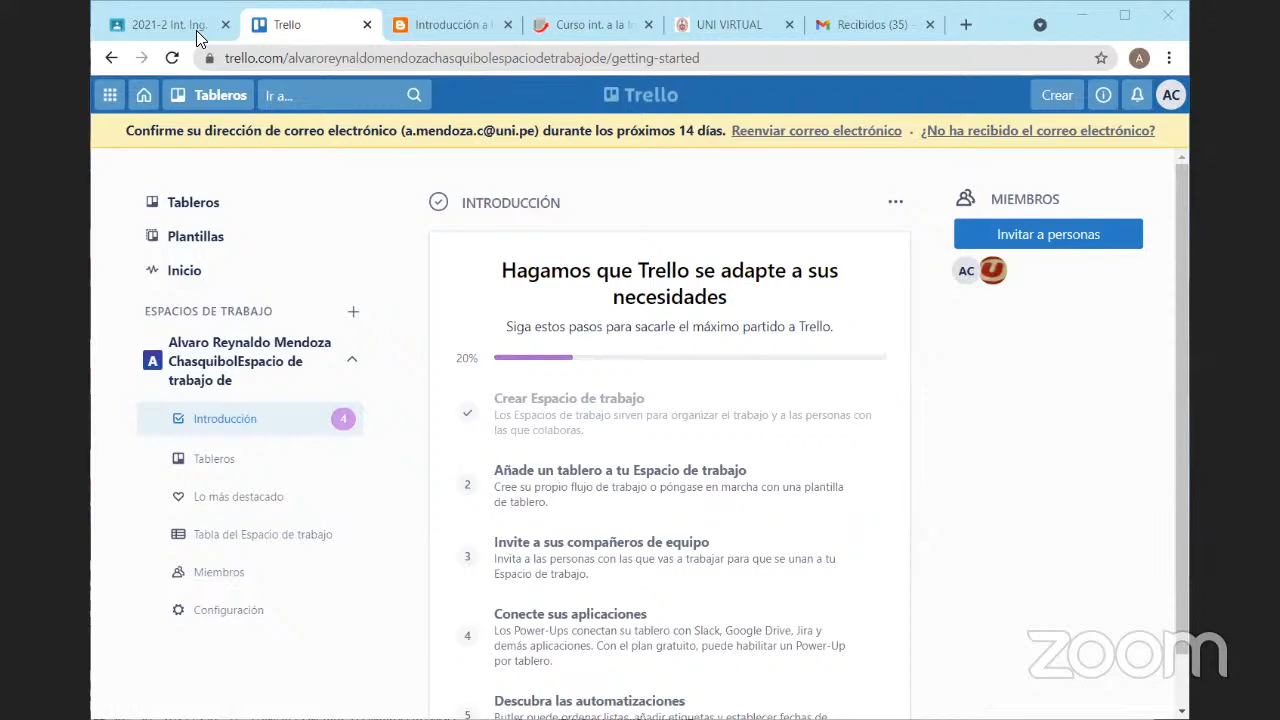 2021-2 Int. Ing.
Trello
Introducción a l
Curso int. a la In
UNI VIRTUAL
Recibidos (35) –
trello.com/alvaroreynaldomendozachasquibolespaciodetrabajode/getting-started
A
Tableros
Ir a...
Trello
Crear
AC
Confirme su dirección de correo electrónico (a.mendoza.c@uni.pe) durante los próximos 14 días. Reenviar correo electrónico · ¿No ha recibido el correo electrónico?
Tableros
Plantillas
Inicio
ESPACIOS DE TRABAJO
A
Alvaro Reynaldo Mendoza
ChasquibolEspacio de
trabajo de
Introducción
4
Tableros
Lo más destacado
Tabla del Espacio de trabajo
Miembros
Configuración
INTRODUCCIÓN
Hagamos que Trello se adapte a sus
necesidades
Siga estos pasos para sacarle el máximo partido a Trello.
20%
Crear Espacio de trabajo
Los Espacios de trabajo sirven para organizar el trabajo y a las personas con
las que colaboras.
2
Añade un tablero a tu Espacio de trabajo
Cree su propio flujo de trabajo o póngase en marcha con una plantilla
de tablero.
3
Invite a sus compañeros de equipo
Invita a las personas con las que vas a trabajar para que se unan a tu
Espacio de trabajo.
4
Conecte sus aplicaciones
Los Power-Ups conectan su tablero con Slack, Google Drive, Jira y
demás aplicaciones. Con el plan gratuito, puede habilitar un Power-Up
por tablero.
5
Descubra las automatizaciones
Butler puede ordenar listas, añadir etiquetas y establecer fechas de
MIEMBROS
Invitar a personas
AC
U
zoom